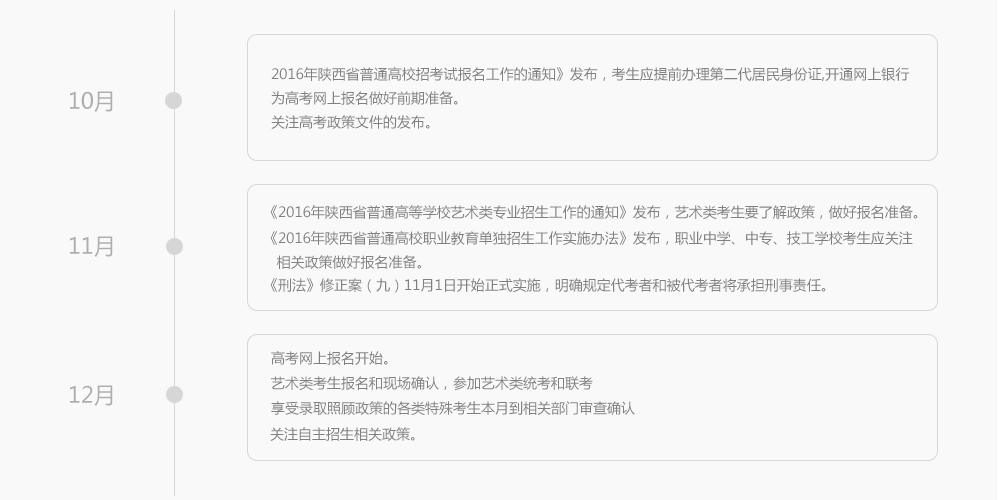 10月
2016年陕西省普通高校招考试报名工作的通知》发布，考生应提前办理第二代居民身份证,开通网上银行
为高考网上报名做好前期准备。
关注高考政策文件的发布。
11月
《2016年陕西省普通高等学校艺术类专业招生工作的通知》发布，艺术类考生要了解政策，做好报名准备。
《2016年陕西省普通高校职业教育单独招生工作实施办法》发布，职业中学、中专、技工学校考生应关注
相关政策做好报名准备。
《刑法》修正案（九）11月1日开始正式实施，明确规定代考者和被代考者将承担刑事责任。
12月
高考网上报名开始。
艺术类考生报名和现场确认，参加艺术类统考和联考
享受录取照顾政策的各类特殊考生本月到相关部门审查确认
关注自主招生相关政策。